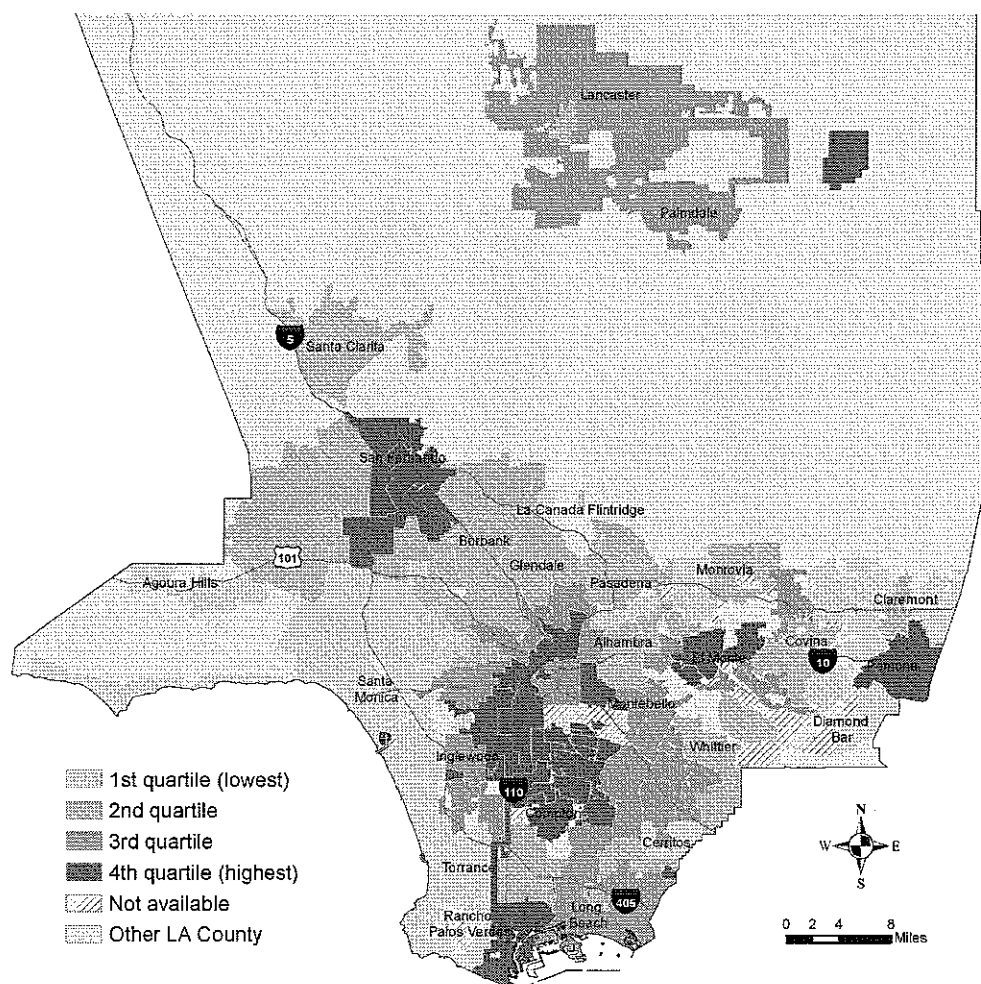 Lancaster
Palmdale
5
Santa Clarita
San Fernando
La Canada Flintridge
Burbank
101
Glendale
Agoura Hills
Pasadena
Monrovia
Claremont
Alhambra
El Monte
Covina
10
Pomona
Santa
Monica
Montebello
Diamond
Bar
Whittier
Inglewood
110
Compton
Cerritos
Torrance
405
Long
Beach
Rancho
Palos Verdes
1st quartile (lowest)
2nd quartile
3rd quartile
4th quartile (highest)
Not available
Other LA County
N
W E
S
0 2 4 8
Miles